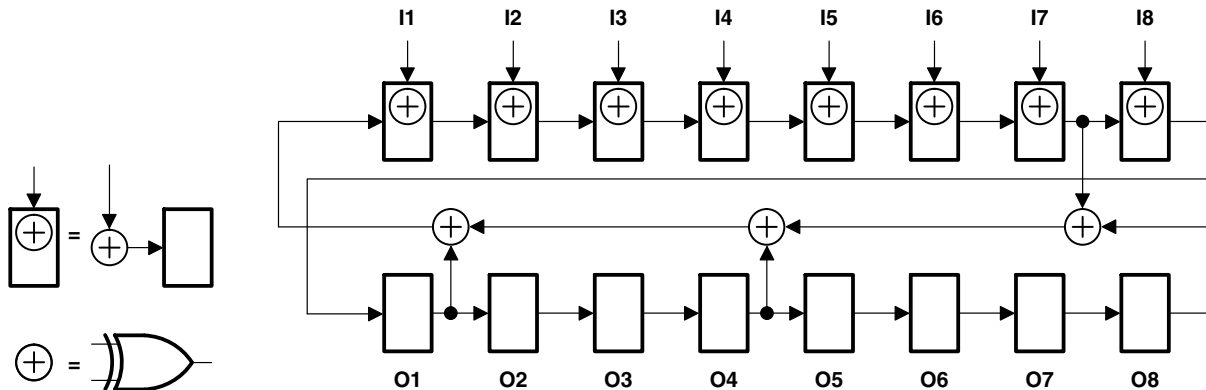 I1 I2 I3 I4 I5 I6 I7 I8
=
=
O1 O2 O3 O4 O5 O6 O7 O8